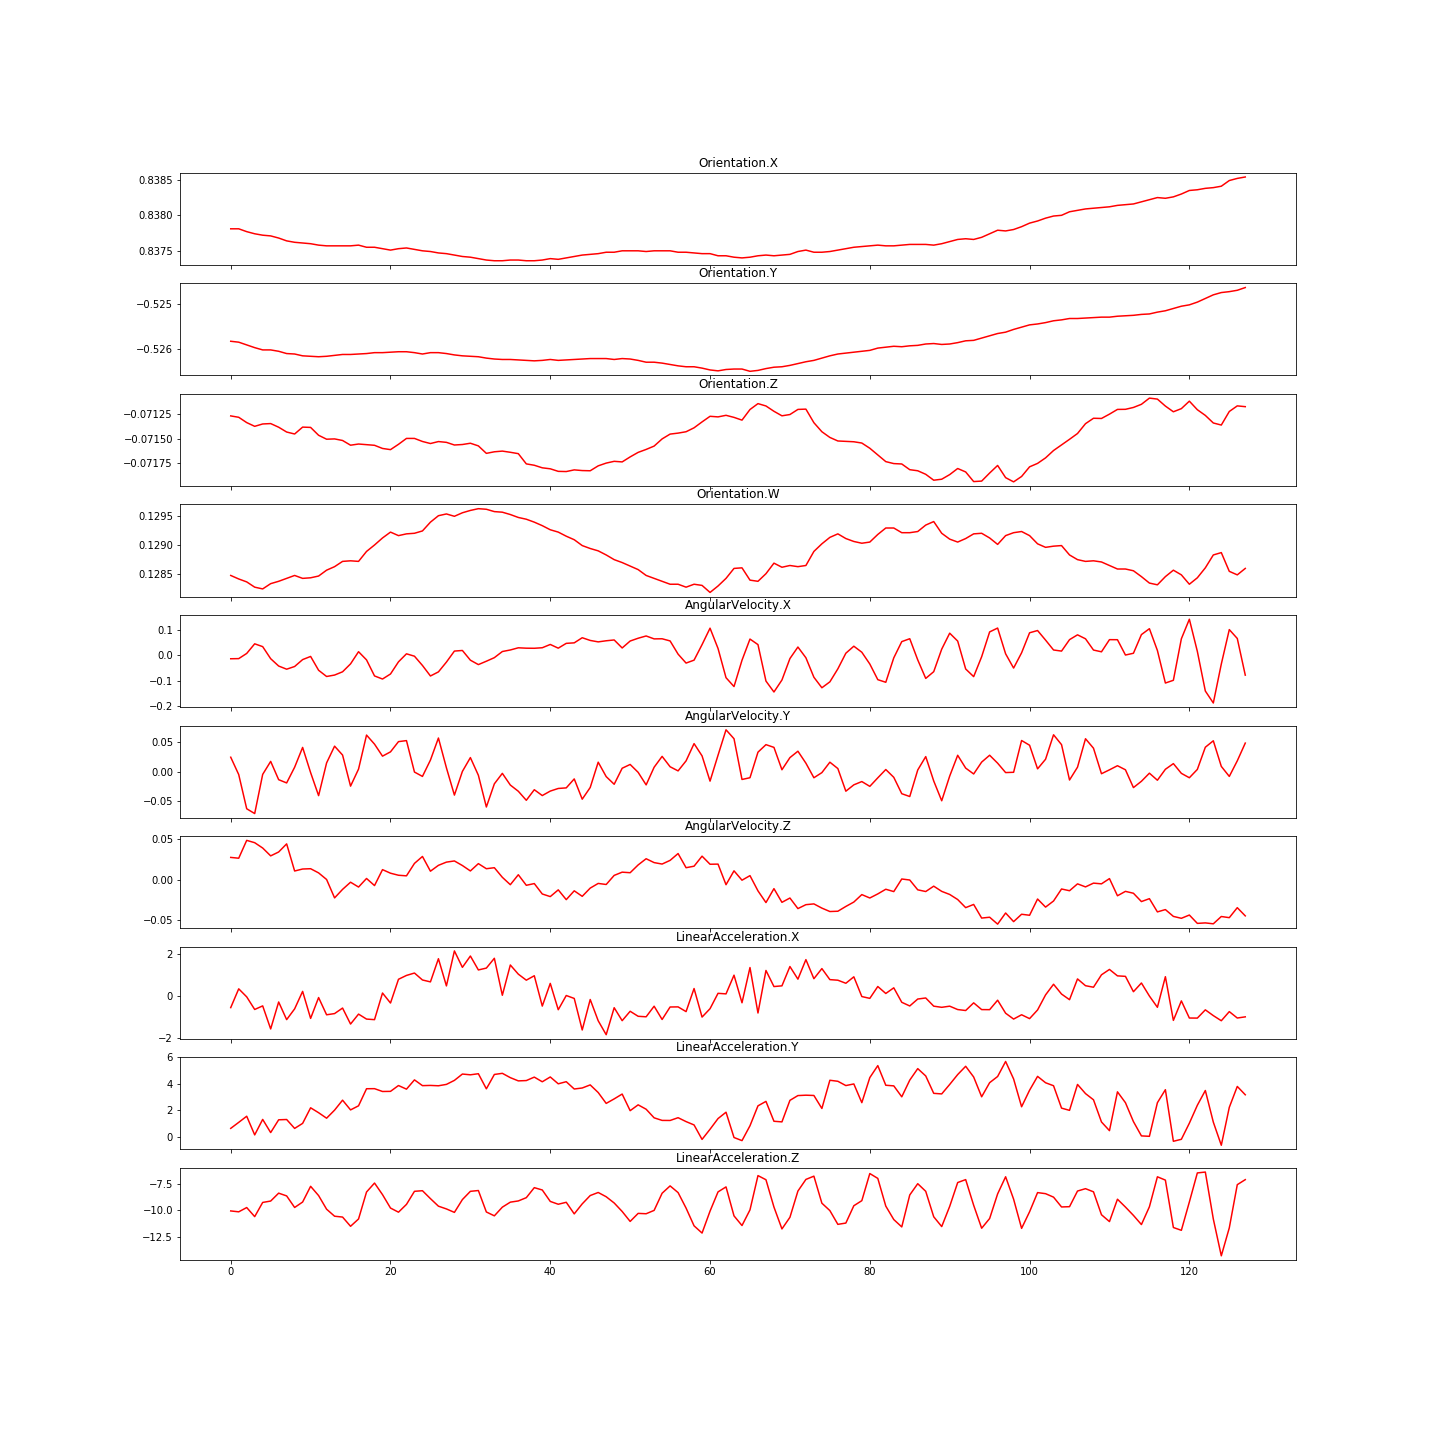 Orientation.X
0.8385
0.8380
0.8375
Orientation.Y
−0.525
−0.526
Orientation.Z
−0.07125
−0.07150
−0.07175
Orientation.W
0.1295
0.1290
0.1285
AngularVelocity.X
0.1
0.0
−0.1
−0.2
AngularVelocity.Y
0.05
0.00
−0.05
AngularVelocity.Z
0.05
0.00
−0.05
LinearAcceleration.X
2
0
−2
LinearAcceleration.Y
6
4
2
0
LinearAcceleration.Z
−7.5
−10.0
−12.5
0 20 40 60 80 100 120